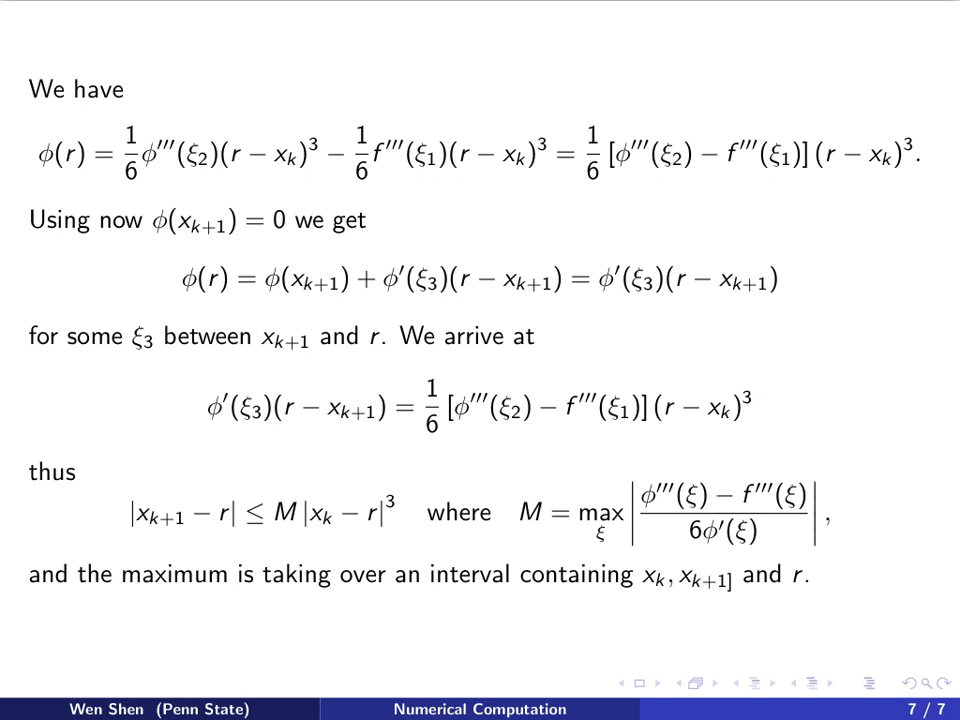 We have
ϕ(r) = 1/6 ϕ′′′(ξ₂)(r − xₖ)³ − 1/6 f′′′(ξ₁)(r − xₖ)³ = 1/6 [ϕ′′′(ξ₂) − f′′′(ξ₁)] (r − xₖ)³.
Using now ϕ(xₖ₊₁) = 0 we get
ϕ(r) = ϕ(xₖ₊₁) + ϕ′(ξ₃)(r − xₖ₊₁) = ϕ′(ξ₃)(r − xₖ₊₁)
for some ξ₃ between xₖ₊₁ and r. We arrive at
ϕ′(ξ₃)(r − xₖ₊₁) = 1/6 [ϕ′′′(ξ₂) − f′′′(ξ₁)] (r − xₖ)³
thus
|xₖ₊₁ − r| ≤ M |xₖ − r|³ where M = max_ξ |(ϕ′′′(ξ) − f′′′(ξ))/(6ϕ′(ξ))| ,
and the maximum is taking over an interval containing xₖ, xₖ₊₁] and r.
Wen Shen (Penn State) Numerical Computation 7 / 7